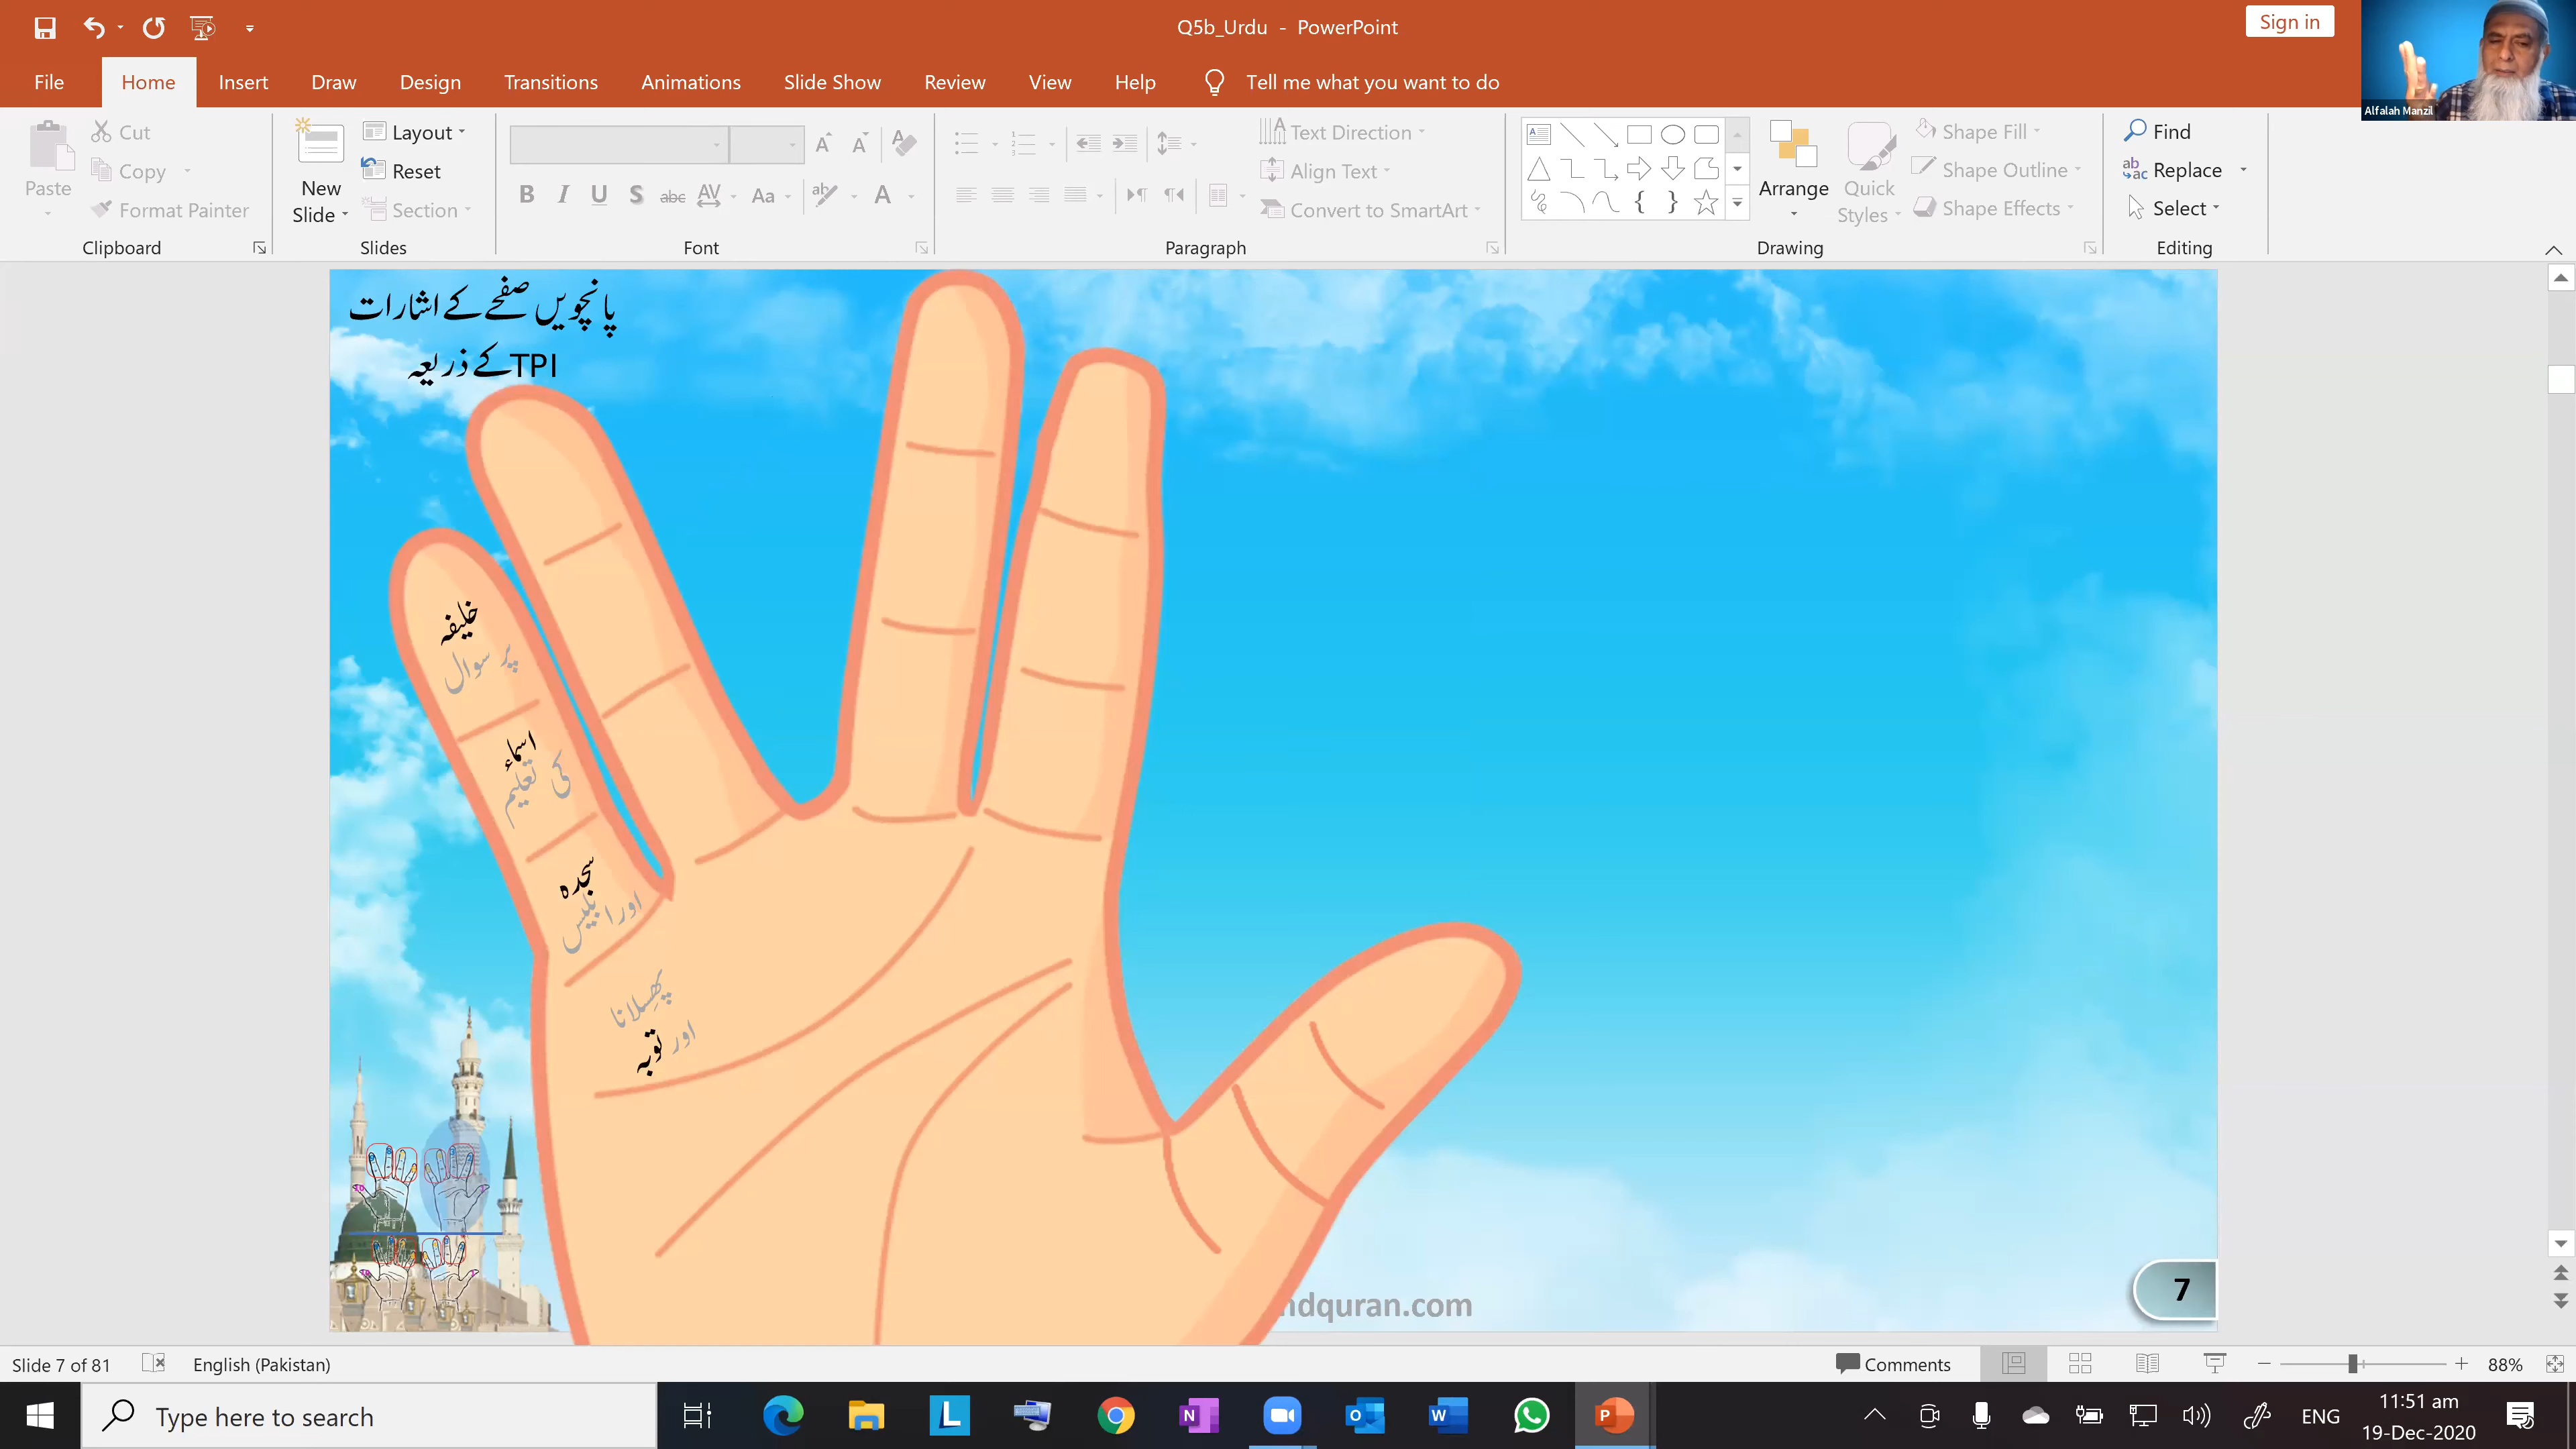 Q5b_Urdu - PowerPoint
Sign in
Alfalah Manzil
File Home Insert Draw Design Transitions Animations Slide Show Review View Help Tell me what you want to do
Paste
Cut
Copy
Format Painter
Clipboard
New Slide
Layout
Reset
Section
Slides
B I U S abc AV Aa A
Font
Text Direction
Align Text
Convert to SmartArt
Paragraph
Arrange
Quick Styles
Shape Fill
Shape Outline
Shape Effects
Drawing
Find
Replace
Select
Editing
پانچویں صفحے کے اشارات
TPI کے ذریعہ
خلیفہ
پر سوال
اسماء
کی تعلیم
سجدہ
اور ابلیس
پھسلانا
اور توبہ
ndquran.com
7
Slide 7 of 81 English (Pakistan) Comments 88%
Type here to search
ENG
11:51 am
19-Dec-2020